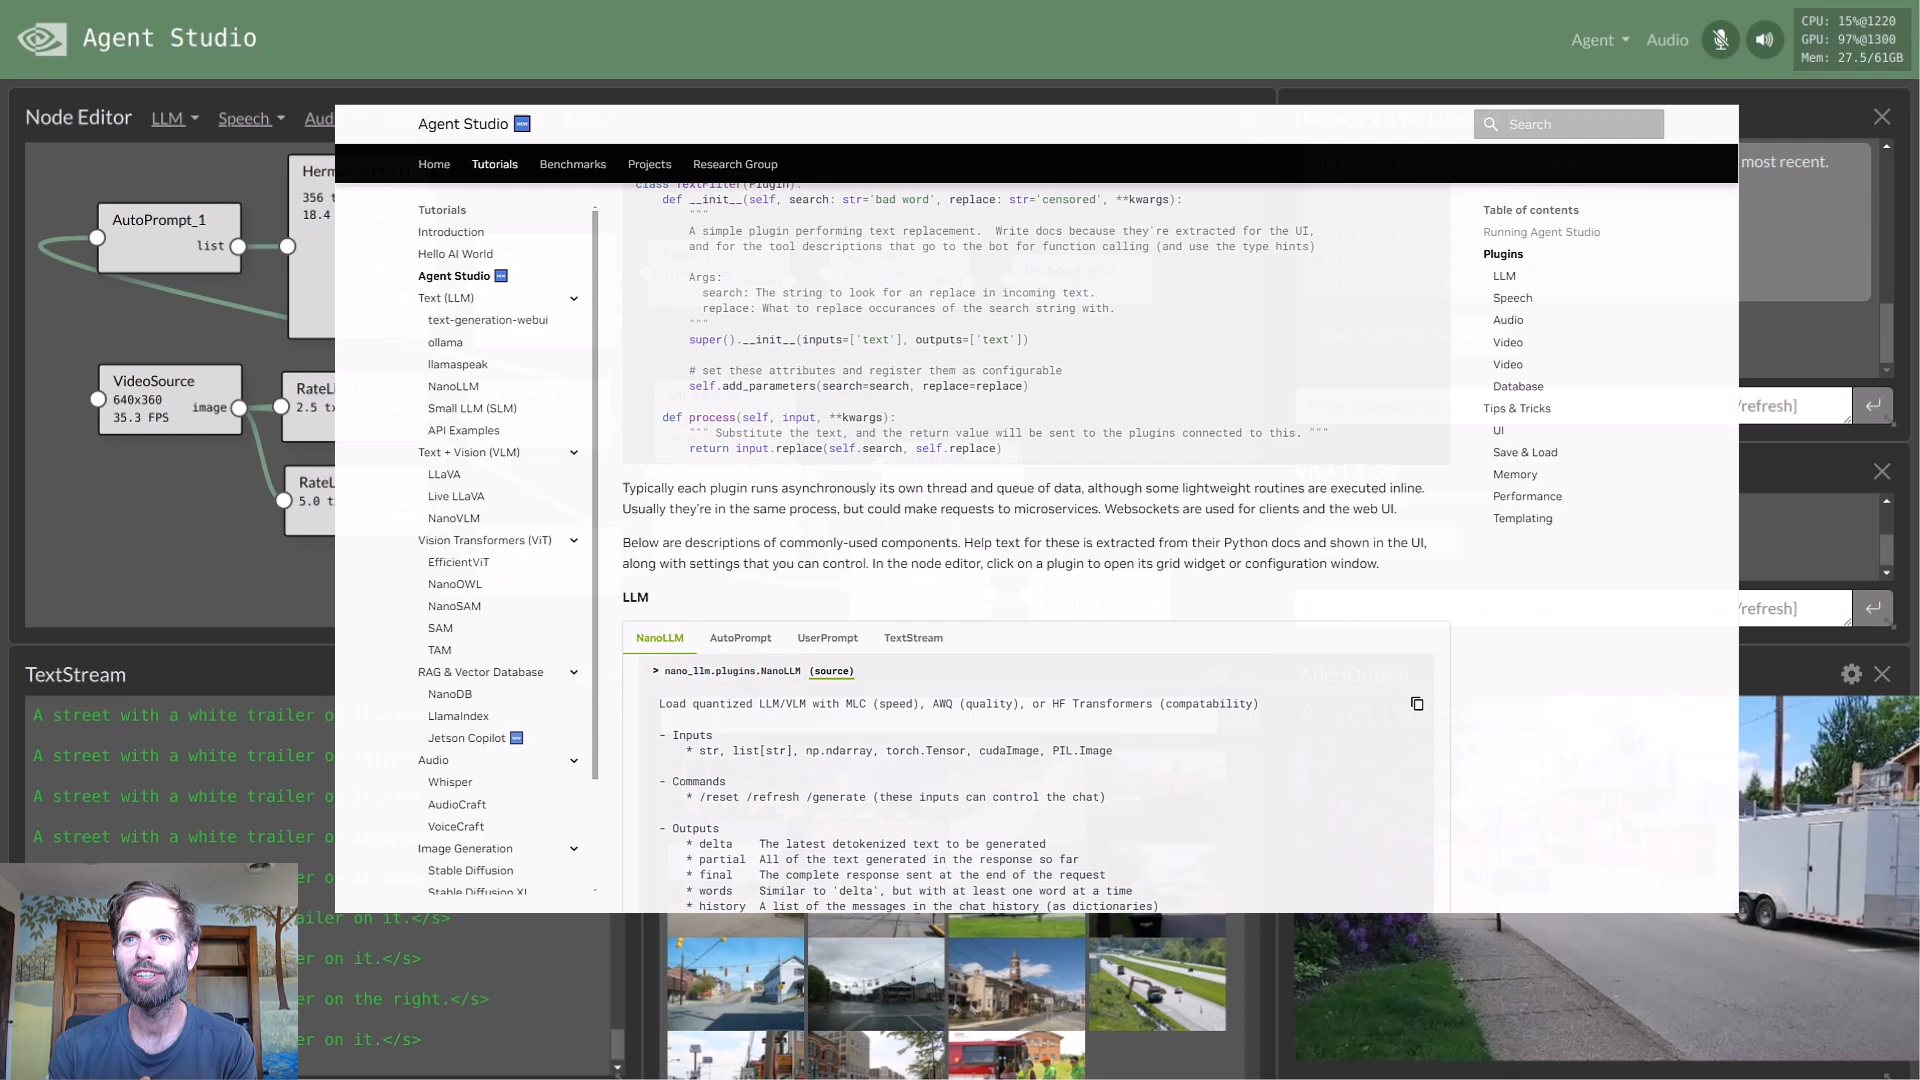 Agent Studio
Agent
Audio
CPU: 15%@1220
GPU: 97%@1300
Mem: 27.5/61GB
Node Editor
LLM
Speech
Aud
AutoPrompt_1
list
356 t
18.4
VideoSource
640x360
35.3 FPS
image
RateLi
2.5 t
RateL
5.0 t
TextStream
A street with a white trailer o
A street with a white trailer o
A street with a white trailer o
A street with a white trailer o
ailer on it.</s>
er on it.</s>
er on the right.</s>
er on it.</s>
Agent Studio NEW
Search
Home
Tutorials
Benchmarks
Projects
Research Group
Tutorials
Introduction
Hello AI World
Agent Studio
Text (LLM)
text-generation-webui
ollama
llamaspeak
NanoLLM
Small LLM (SLM)
API Examples
Text + Vision (VLM)
LLaVA
Live LLaVA
NanoVLM
Vision Transformers (ViT)
EfficientViT
NanoOWL
NanoSAM
SAM
TAM
RAG & Vector Database
NanoDB
LlamaIndex
Jetson Copilot
Audio
Whisper
AudioCraft
VoiceCraft
Image Generation
Stable Diffusion
Stable Diffusion XL
class TextFilter(Plugin):
def __init__(self, search: str='bad word', replace: str='censored', **kwargs):
"""
A simple plugin performing text replacement. Write docs because they're extracted for the UI,
and for the tool descriptions that go to the bot for function calling (and use the type hints)
Args:
search: The string to look for an replace in incoming text.
replace: What to replace occurances of the search string with.
"""
super().__init__(inputs=['text'], outputs=['text'])
# set these attributes and register them as configurable
self.add_parameters(search=search, replace=replace)
def process(self, input, **kwargs):
""" Substitute the text, and the return value will be sent to the plugins connected to this. """
return input.replace(self.search, self.replace)
Typically each plugin runs asynchronously its own thread and queue of data, although some lightweight routines are executed inline.
Usually they're in the same process, but could make requests to microservices. Websockets are used for clients and the web UI.
Below are descriptions of commonly-used components. Help text for these is extracted from their Python docs and shown in the UI,
along with settings that you can control. In the node editor, click on a plugin to open its grid widget or configuration window.
LLM
NanoLLM
AutoPrompt
UserPrompt
TextStream
> nano_llm.plugins.NanoLLM (source)
Load quantized LLM/VLM with MLC (speed), AWQ (quality), or HF Transformers (compatability)
- Inputs
* str, list[str], np.ndarray, torch.Tensor, cudaImage, PIL.Image
- Commands
* /reset /refresh /generate (these inputs can control the chat)
- Outputs
* delta The latest detokenized text to be generated
* partial All of the text generated in the response so far
* final The complete response sent at the end of the request
* words Similar to 'delta', but with at least one word at a time
* history A list of the messages in the chat history (as dictionaries)
Table of contents
Running Agent Studio
Plugins
LLM
Speech
Audio
Video
Video
Database
Tips & Tricks
UI
Save & Load
Memory
Performance
Templating
most recent.
/refresh]
/refresh]
VideoOutput